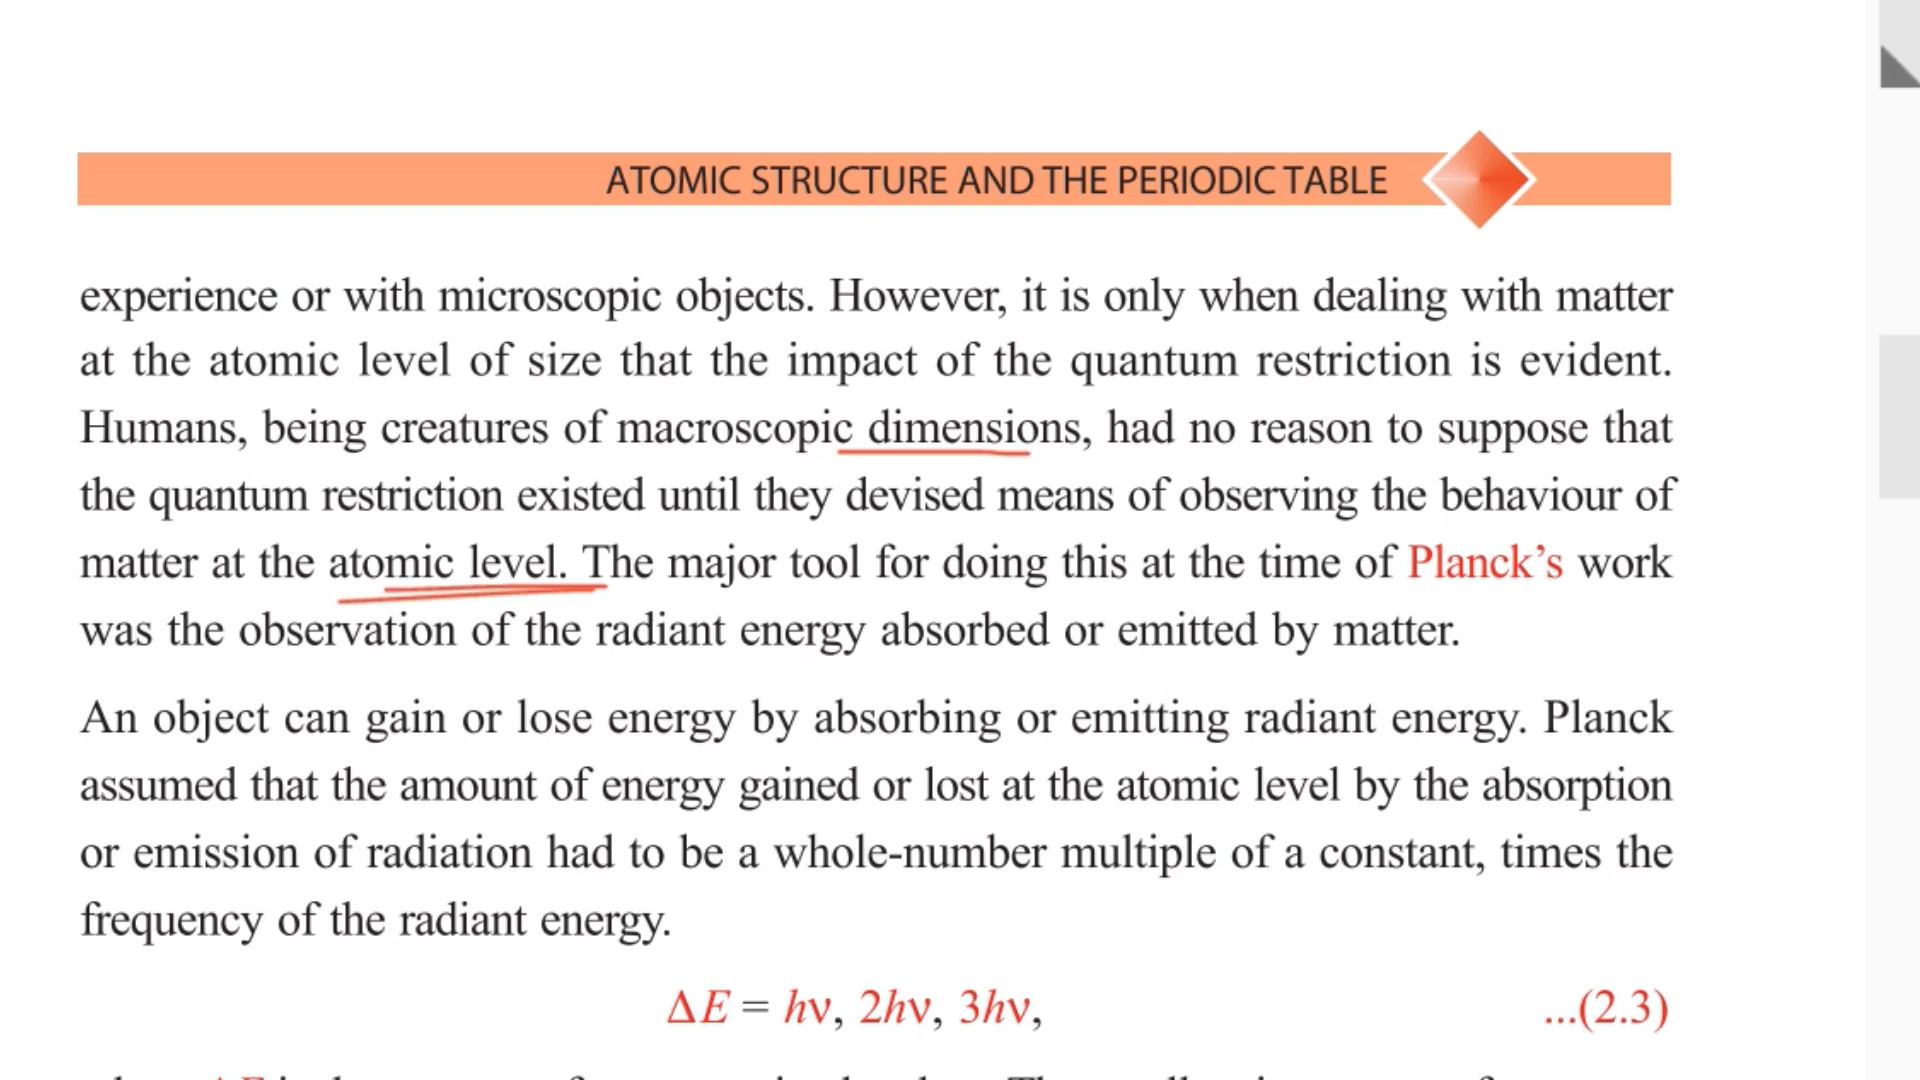 ATOMIC STRUCTURE AND THE PERIODIC TABLE
experience or with microscopic objects. However, it is only when dealing with matter
at the atomic level of size that the impact of the quantum restriction is evident.
Humans, being creatures of macroscopic dimensions, had no reason to suppose that
the quantum restriction existed until they devised means of observing the behaviour of
matter at the atomic level. The major tool for doing this at the time of Planck’s work
was the observation of the radiant energy absorbed or emitted by matter.
An object can gain or lose energy by absorbing or emitting radiant energy. Planck
assumed that the amount of energy gained or lost at the atomic level by the absorption
or emission of radiation had to be a whole-number multiple of a constant, times the
frequency of the radiant energy.
ΔE = hν, 2hν, 3hν, ...(2.3)